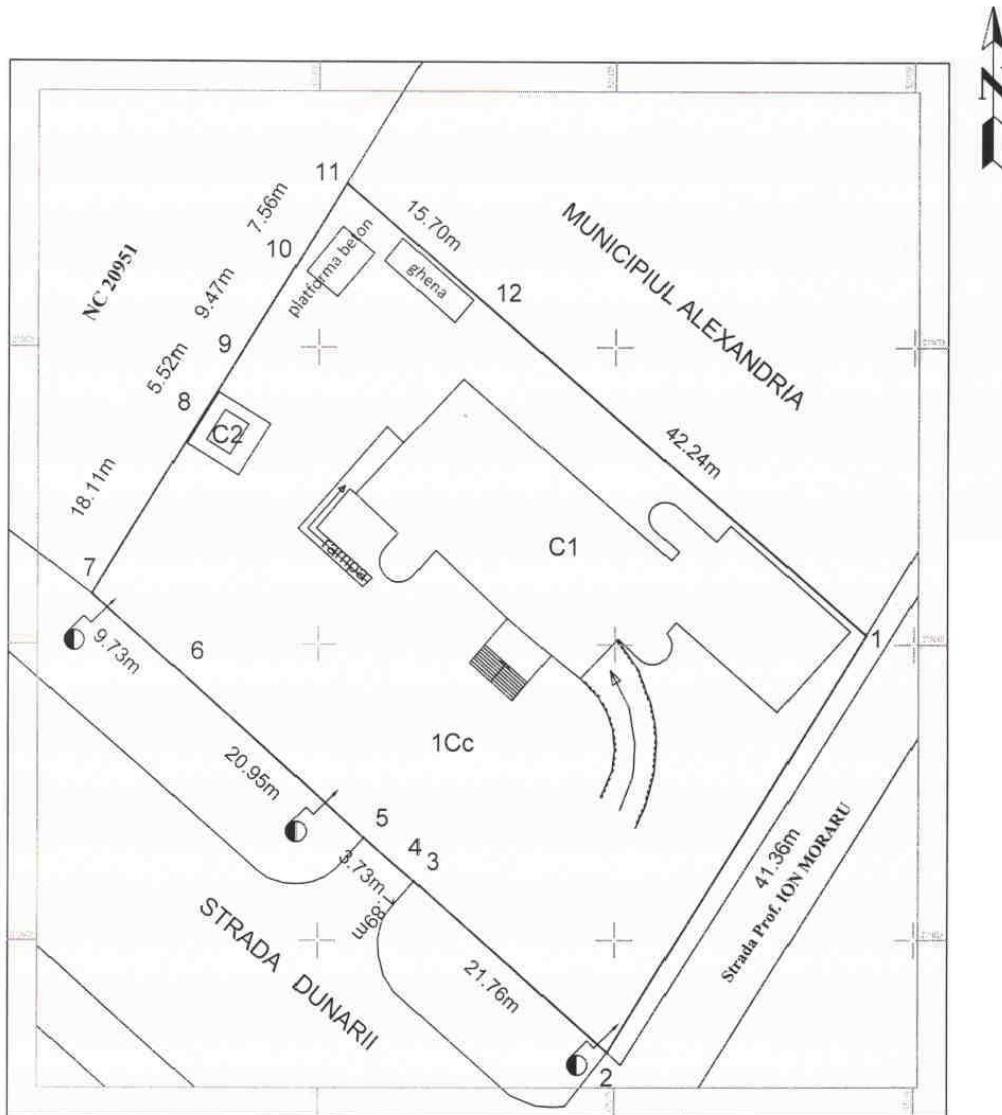 N
11
7.56m
15.70m
10
platforma beton
ghena
12
MUNICIPIUL ALEXANDRIA
NC 20951
9.47m
9
5.52m
8
C2
42.24m
18.11m
C1
rampa
7
1
9.73m
6
1Cc
20.95m
5
4
3
3.73m
1.89m
41.36m
Strada Prof. ION MORARU
STRADA DUNARII
21.76m
2